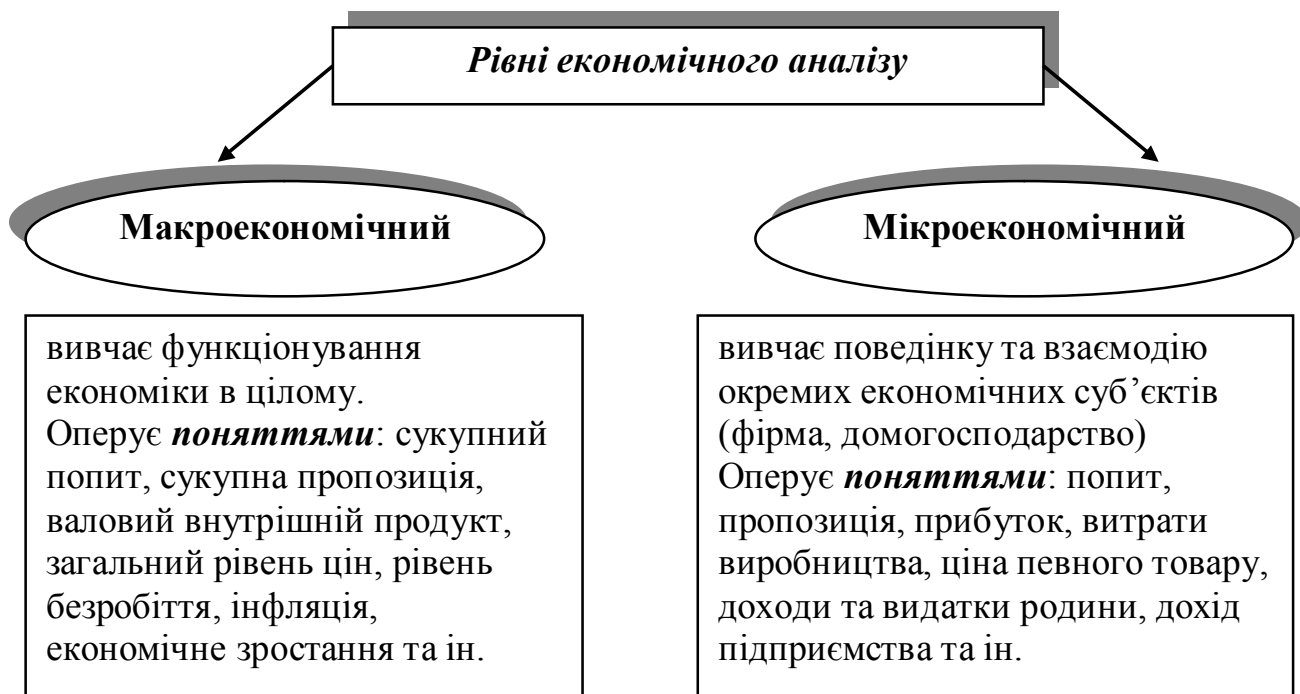 Рівні економічного аналізу
Макроекономічний
Мікроекономічний
вивчає функціонування
економіки в цілому.
Оперує поняттями: сукупний
попит, сукупна пропозиція,
валовий внутрішній продукт,
загальний рівень цін, рівень
безробіття, інфляція,
економічне зростання та ін.
вивчає поведінку та взаємодію
окремих економічних суб’єктів
(фірма, домогосподарство)
Оперує поняттями: попит,
пропозиція, прибуток, витрати
виробництва, ціна певного товару,
доходи та видатки родини, дохід
підприємства та ін.